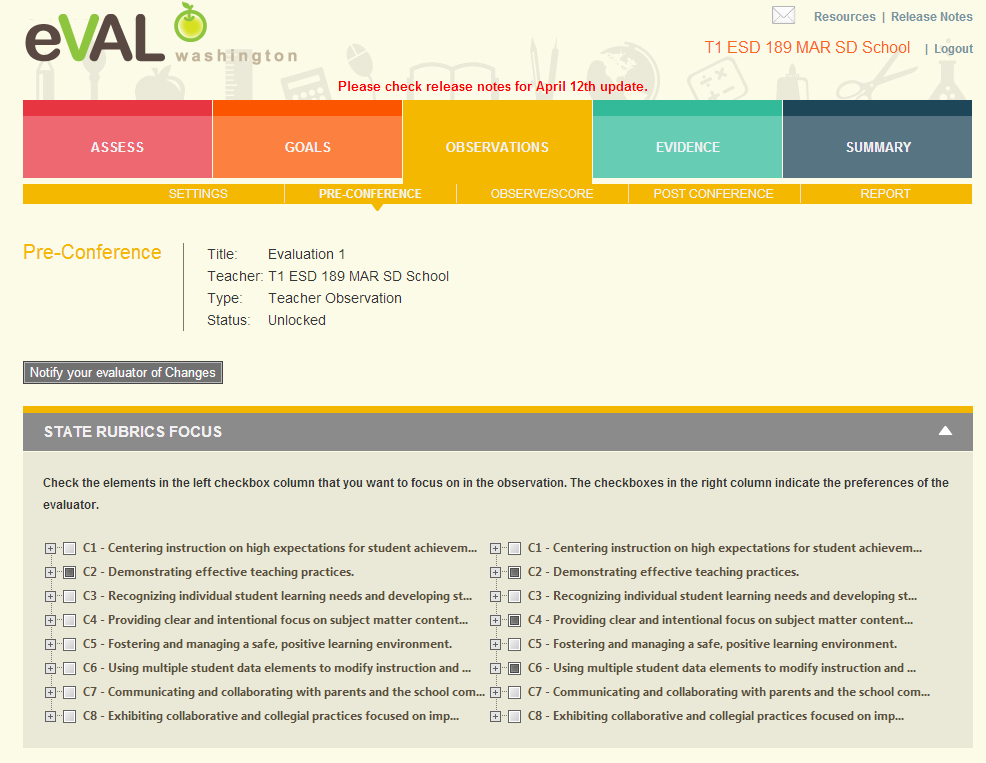 eVAL
washington
Resources | Release Notes
T1 ESD 189 MAR SD School | Logout
Please check release notes for April 12th update.
ASSESS GOALS OBSERVATIONS EVIDENCE SUMMARY
SETTINGS PRE-CONFERENCE OBSERVE/SCORE POST CONFERENCE REPORT
Pre-Conference
Title: Evaluation 1
Teacher: T1 ESD 189 MAR SD School
Type: Teacher Observation
Status: Unlocked
Notify your evaluator of Changes
STATE RUBRICS FOCUS
Check the elements in the left checkbox column that you want to focus on in the observation. The checkboxes in the right column indicate the preferences of the
evaluator.
C1 - Centering instruction on high expectations for student achievem... C1 - Centering instruction on high expectations for student achievem...
C2 - Demonstrating effective teaching practices. C2 - Demonstrating effective teaching practices.
C3 - Recognizing individual student learning needs and developing st... C3 - Recognizing individual student learning needs and developing st...
C4 - Providing clear and intentional focus on subject matter content... C4 - Providing clear and intentional focus on subject matter content...
C5 - Fostering and managing a safe, positive learning environment. C5 - Fostering and managing a safe, positive learning environment.
C6 - Using multiple student data elements to modify instruction and ... C6 - Using multiple student data elements to modify instruction and ...
C7 - Communicating and collaborating with parents and the school com... C7 - Communicating and collaborating with parents and the school com...
C8 - Exhibiting collaborative and collegial practices focused on imp... C8 - Exhibiting collaborative and collegial practices focused on imp...